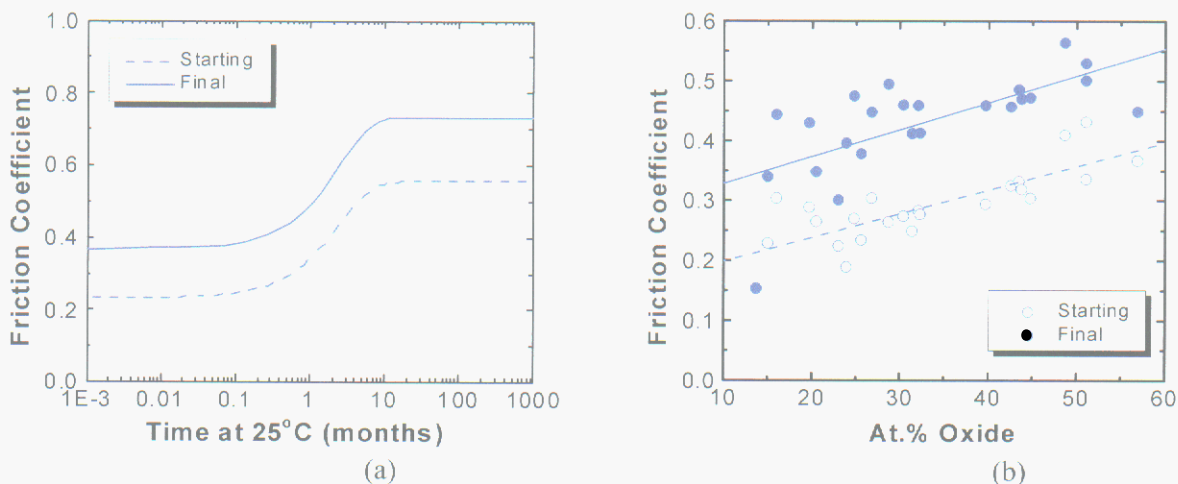 Friction Coefficient
1.0
0.8
0.6
0.4
0.2
0.0
Starting
Final
1E-3 0.01 0.1 1 10 100 1000
Time at 25°C (months)
(a)
Friction Coefficient
0.6
0.5
0.4
0.3
0.2
0.1
0.0
Starting
Final
10 20 30 40 50 60
At.% Oxide
(b)